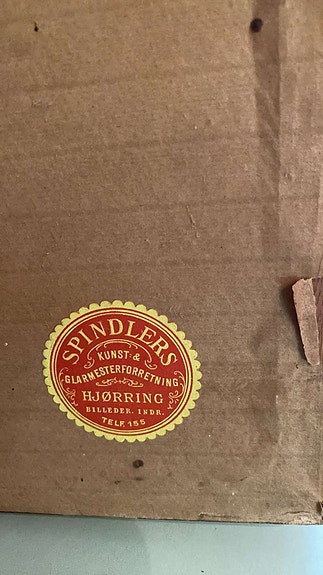 SPINDLERS
KUNST- &
GLARMESTERFORRETNING
HJØRRING
BILLEDER. INDR.
TELF. 155